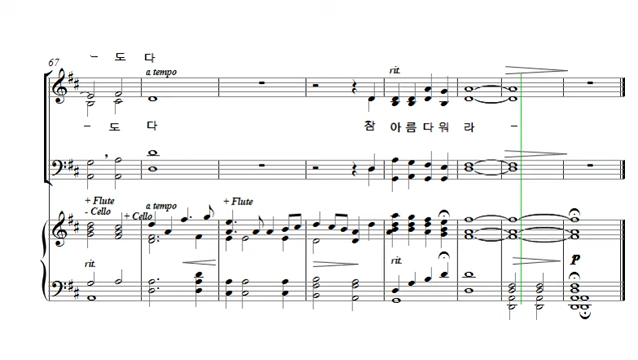 – 도 다
67
a tempo
rit.
– 도 다 참 아 름 다 워 라 –
+ Flute
- Cello
+ Cello
a tempo
+ Flute
rit.
rit.
p